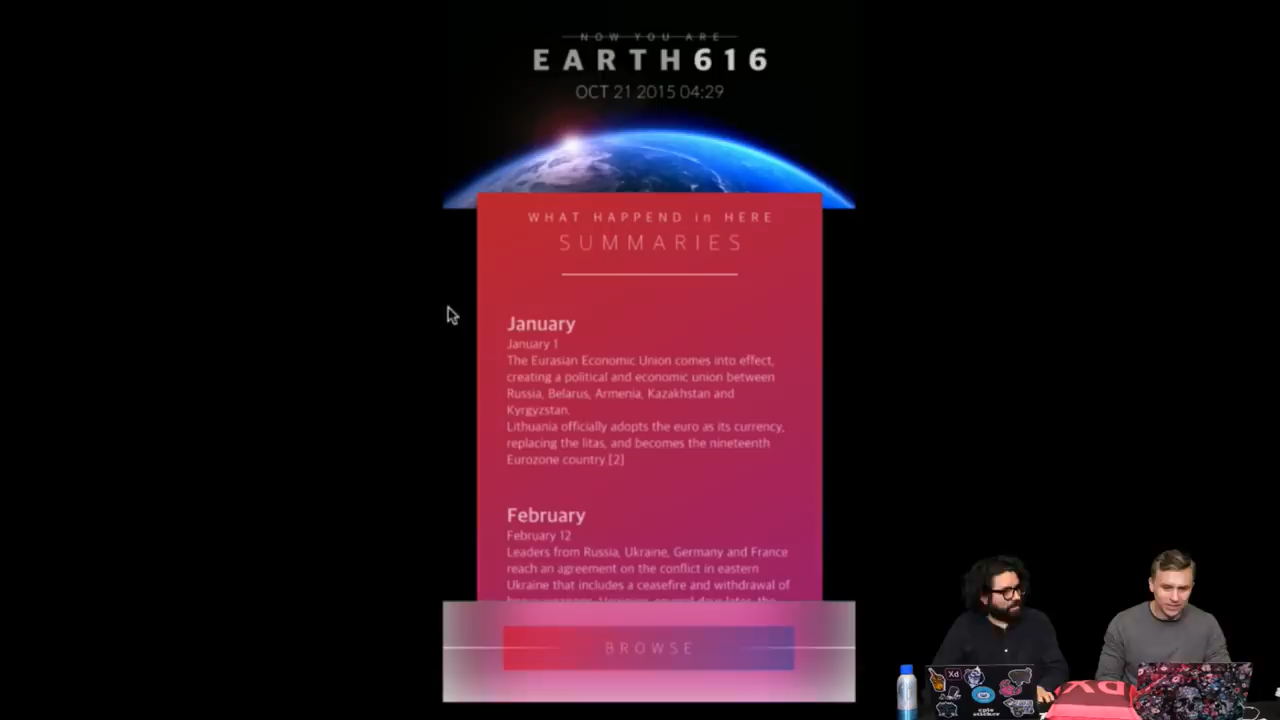 NOW YOU ARE
EARTH616
OCT 21 2015 04:29
WHAT HAPPEND in HERE
SUMMARIES
January
January 1
The Eurasian Economic Union comes into effect,
creating a political and economic union between
Russia, Belarus, Armenia, Kazakhstan and
Kyrgyzstan.
Lithuania officially adopts the euro as its currency,
replacing the litas, and becomes the nineteenth
Eurozone country.[2]
February
February 12
Leaders from Russia, Ukraine, Germany and France
reach an agreement on the conflict in eastern
Ukraine that includes a ceasefire and withdrawal of
BROWSE
Xd